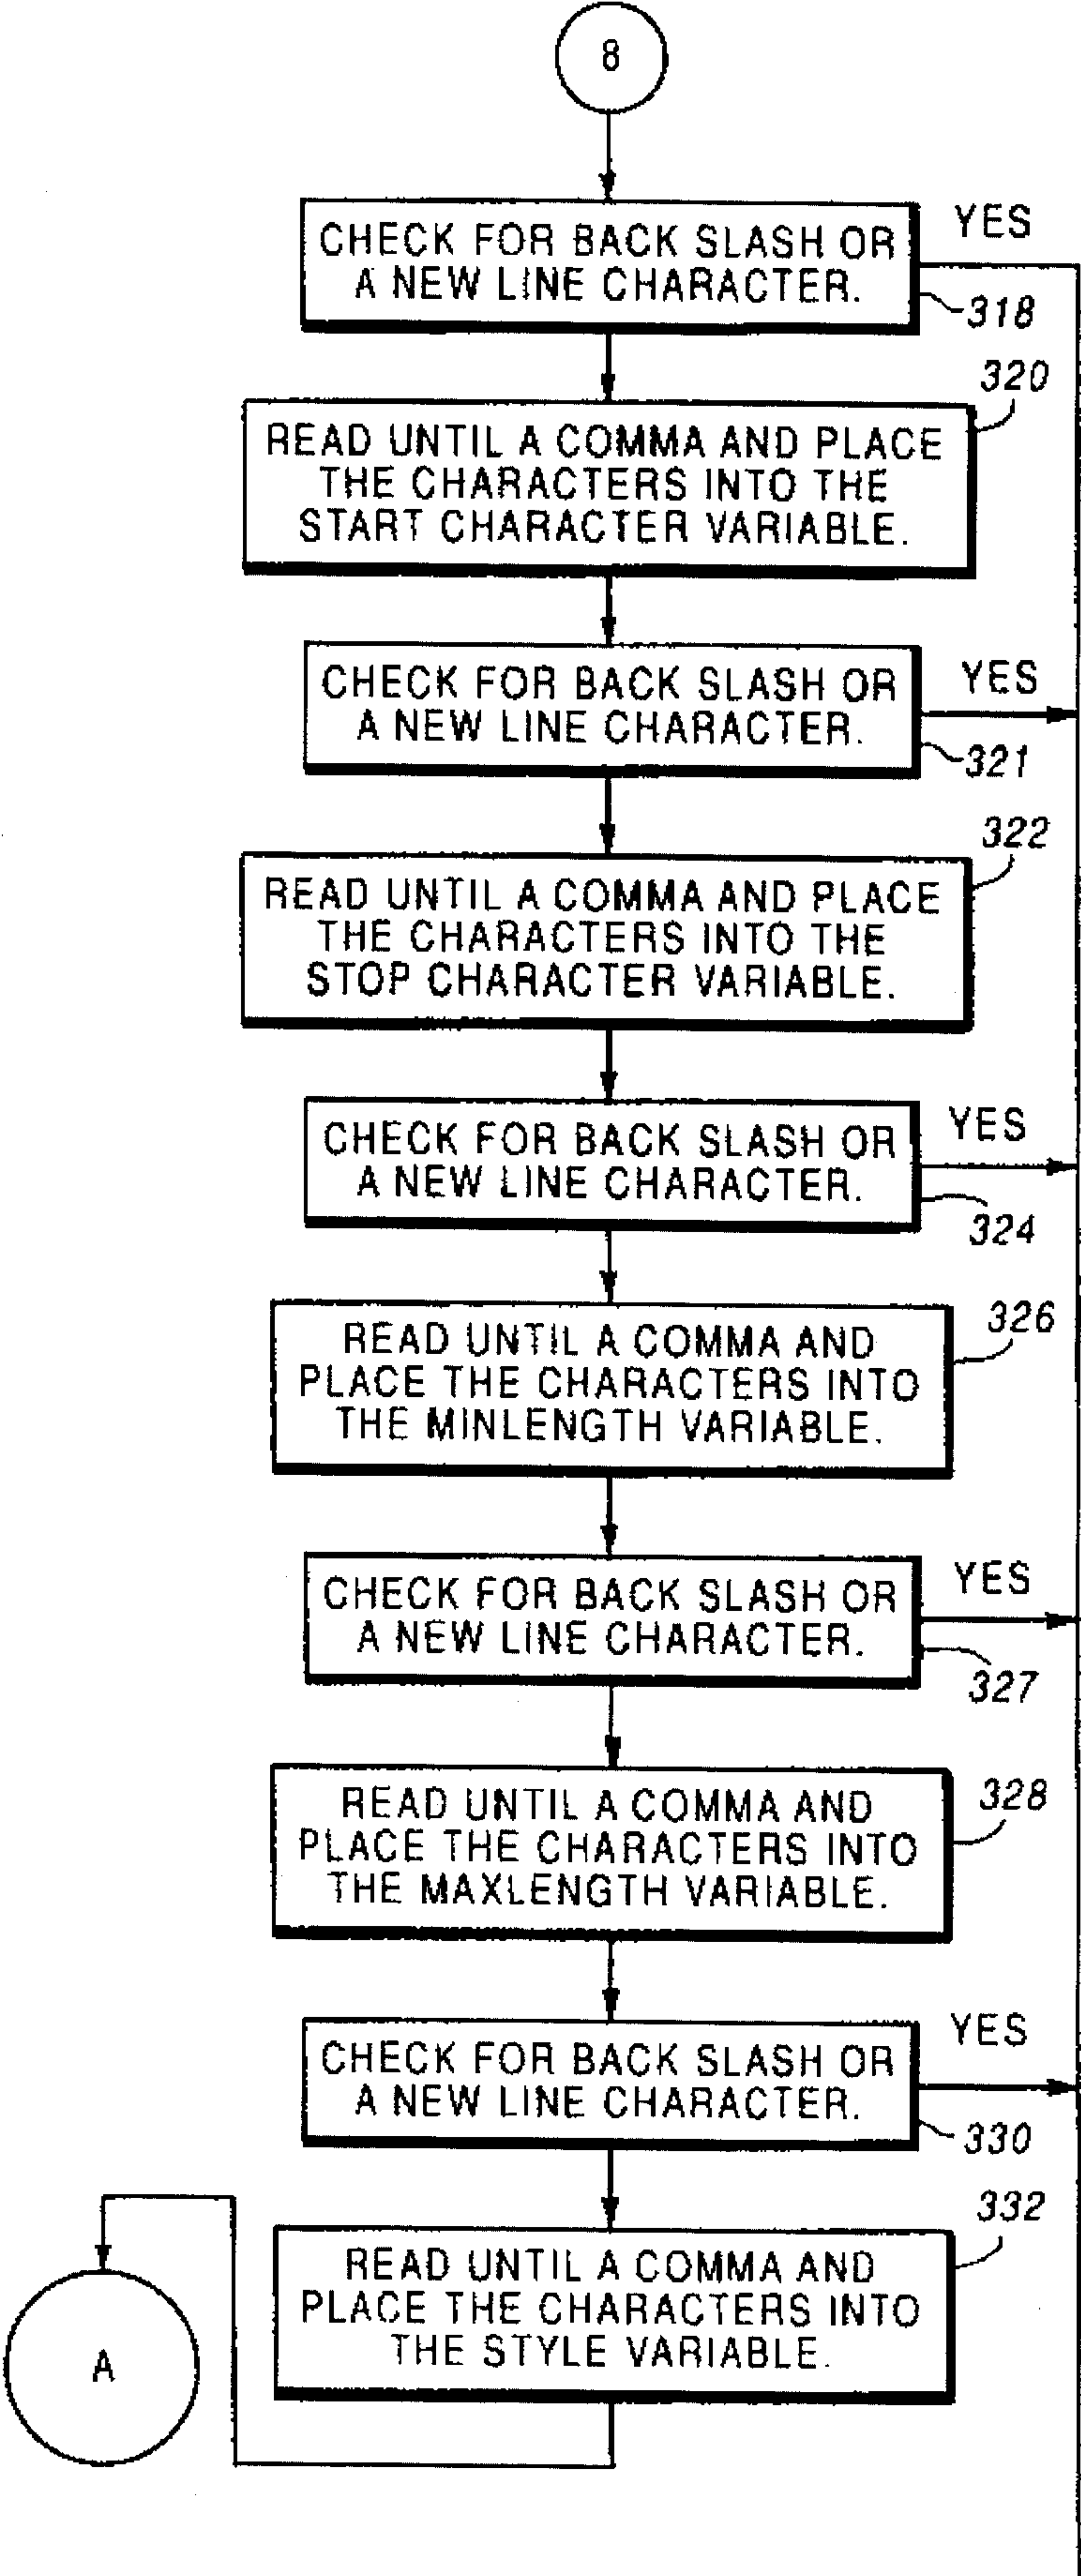 8
CHECK FOR BACK SLASH OR
A NEW LINE CHARACTER.
YES
318
320
READ UNTIL A COMMA AND PLACE
THE CHARACTERS INTO THE
START CHARACTER VARIABLE.
CHECK FOR BACK SLASH OR
A NEW LINE CHARACTER.
YES
321
322
READ UNTIL A COMMA AND PLACE
THE CHARACTERS INTO THE
STOP CHARACTER VARIABLE.
CHECK FOR BACK SLASH OR
A NEW LINE CHARACTER.
YES
324
326
READ UNTIL A COMMA AND
PLACE THE CHARACTERS INTO
THE MINLENGTH VARIABLE.
CHECK FOR BACK SLASH OR
A NEW LINE CHARACTER.
YES
327
328
READ UNTIL A COMMA AND
PLACE THE CHARACTERS INTO
THE MAXLENGTH VARIABLE.
CHECK FOR BACK SLASH OR
A NEW LINE CHARACTER.
YES
330
332
READ UNTIL A COMMA AND
PLACE THE CHARACTERS INTO
THE STYLE VARIABLE.
A